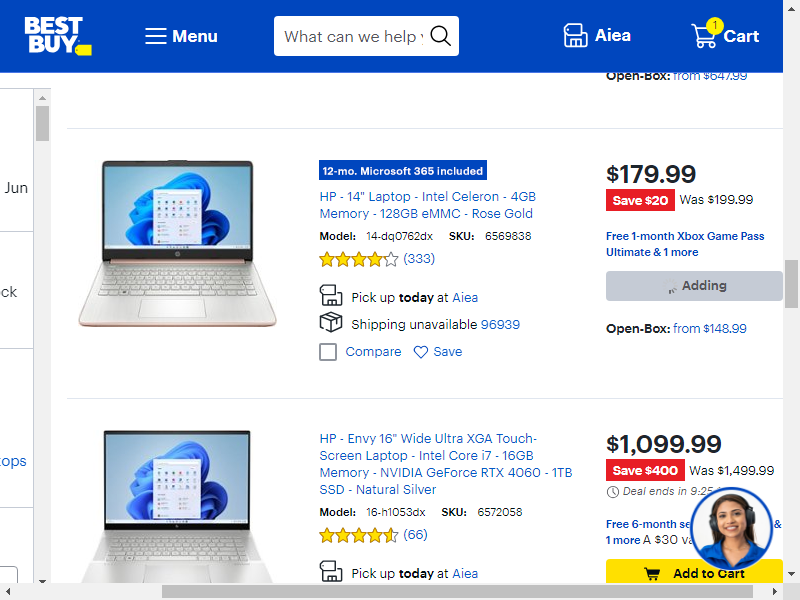 BEST BUY
Menu
What can we help y
Aiea
1
Cart
Open-Box: from $647.99
Jun
ck
ops
12-mo. Microsoft 365 included
HP - 14" Laptop - Intel Celeron - 4GB
Memory - 128GB eMMC - Rose Gold
Model: 14-dq0762dx SKU: 6569838
(333)
Pick up today at Aiea
Shipping unavailable 96939
Compare Save
$179.99
Save $20 Was $199.99
Free 1-month Xbox Game Pass
Ultimate & 1 more
Adding
Open-Box: from $148.99
HP - Envy 16" Wide Ultra XGA Touch-
Screen Laptop - Intel Core i7 - 16GB
Memory - NVIDIA GeForce RTX 4060 - 1TB
SSD - Natural Silver
Model: 16-h1053dx SKU: 6572058
(66)
Pick up today at Aiea
$1,099.99
Save $400 Was $1,499.99
Deal ends in 9:25
Free 6-month se &
1 more A $30 va
Add to Cart